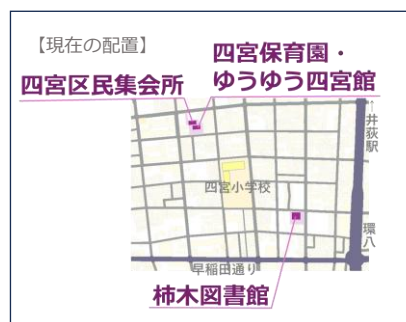 【現在の配置】
四宮保育園・
ゆうゆう四宮館
四宮区民集会所
↑井荻駅
四宮小学校
環八
早稲田通り
柿木図書館